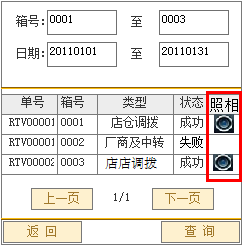 箱号: 0001 至 0003
日期: 20110101 至 20110131
单号 箱号 类型 状态 照相
RTV00001 0001 店仓调拨 成功
RTV00001 0002 厂商及中转 失败
RTV00002 0003 店店调拨 成功
上一页 1/1 下一页
返 回 查 询